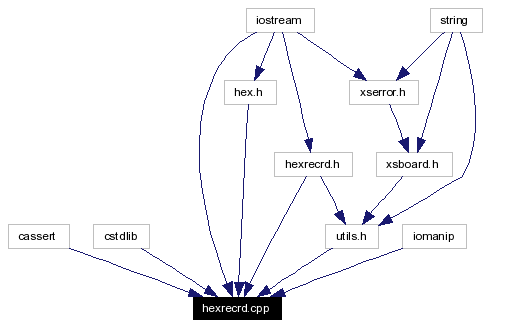 iostream
string
hex.h
xserror.h
hexrecrd.h
xsboard.h
cassert
cstdlib
utils.h
iomanip
hexrecrd.cpp